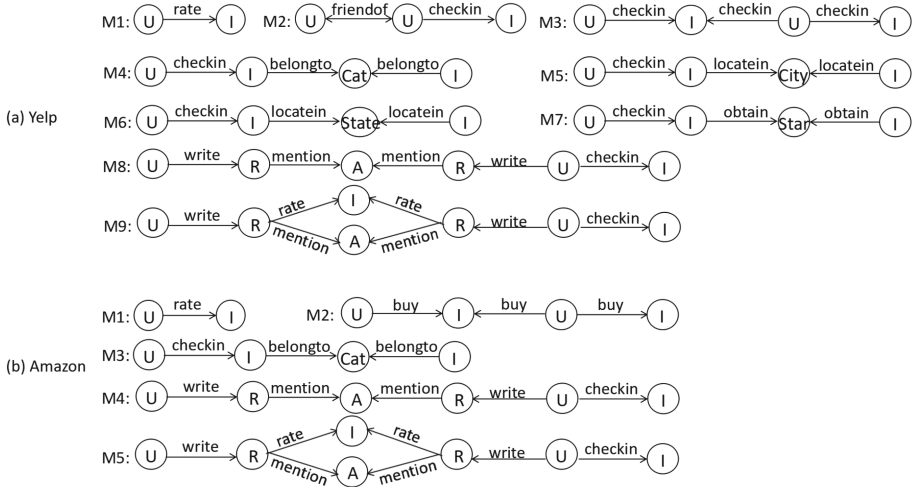 M1: U rate I M2: U friendof U checkin I M3: U checkin I checkin U checkin I
M4: U checkin I belongto Cat belongto I M5: U checkin I locatein City locatein I
(a) Yelp
M6: U checkin I locatein State locatein I M7: U checkin I obtain Star obtain I
M8: U write R mention A mention R write U checkin I
M9: U write R rate I rate mention A mention R write U checkin I
M1: U rate I M2: U buy I buy U buy I
M3: U checkin I belongto Cat belongto I
(b) Amazon
M4: U write R mention A mention R write U checkin I
M5: U write R rate I rate mention A mention R write U checkin I